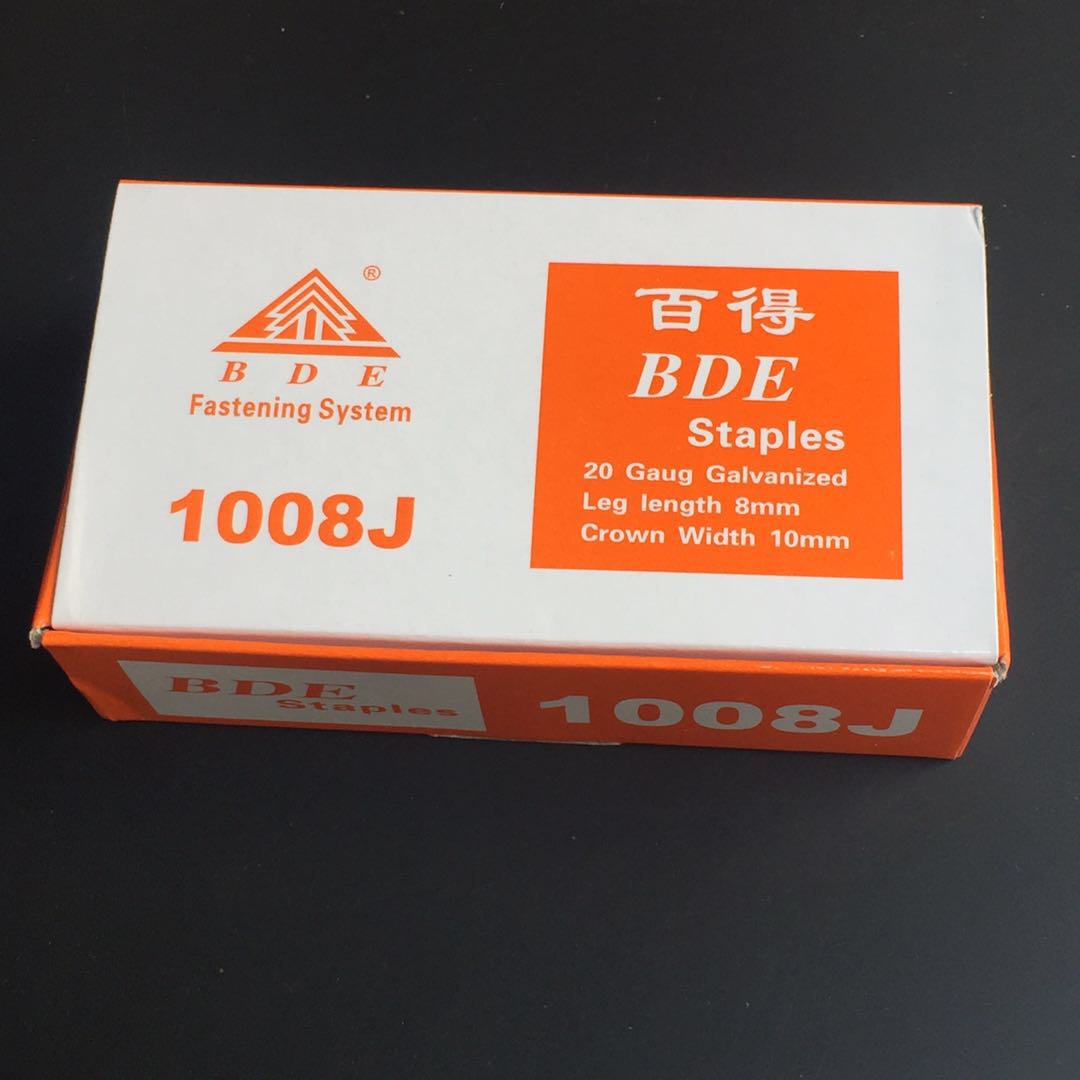 ®
B D E
Fastening System
1008J
百得
BDE
Staples
20 Gaug Galvanized
Leg length 8mm
Crown Width 10mm
BDE
Staples
1008J